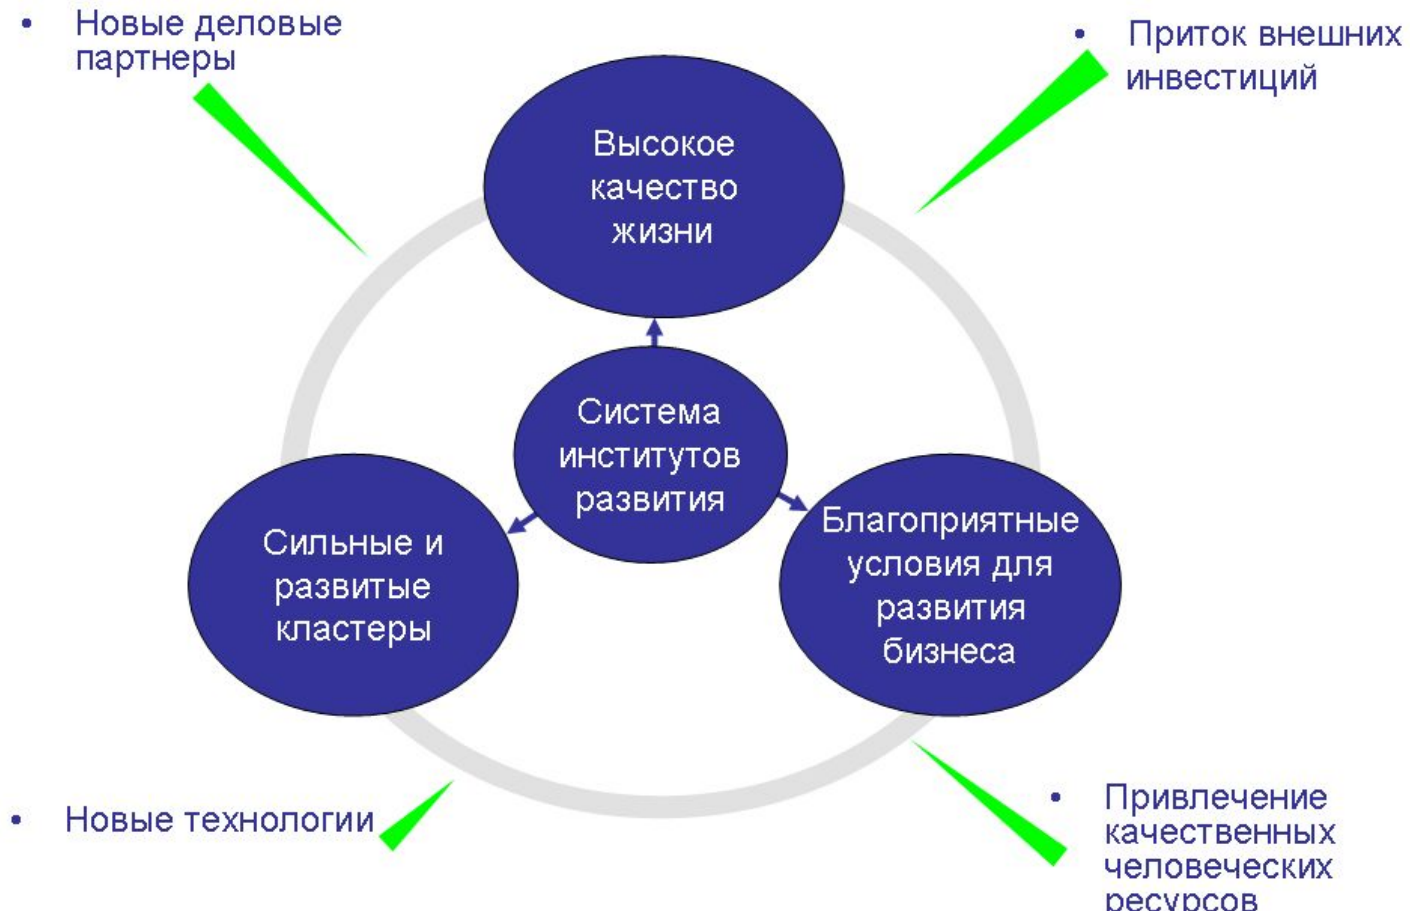 • Новые деловые
партнеры
• Приток внешних
инвестиций
Высокое
качество
жизни
Система
институтов
развития
Сильные и
развитые
кластеры
Благоприятные
условия для
развития
бизнеса
• Новые технологии
• Привлечение
качественных
человеческих
ресурсов